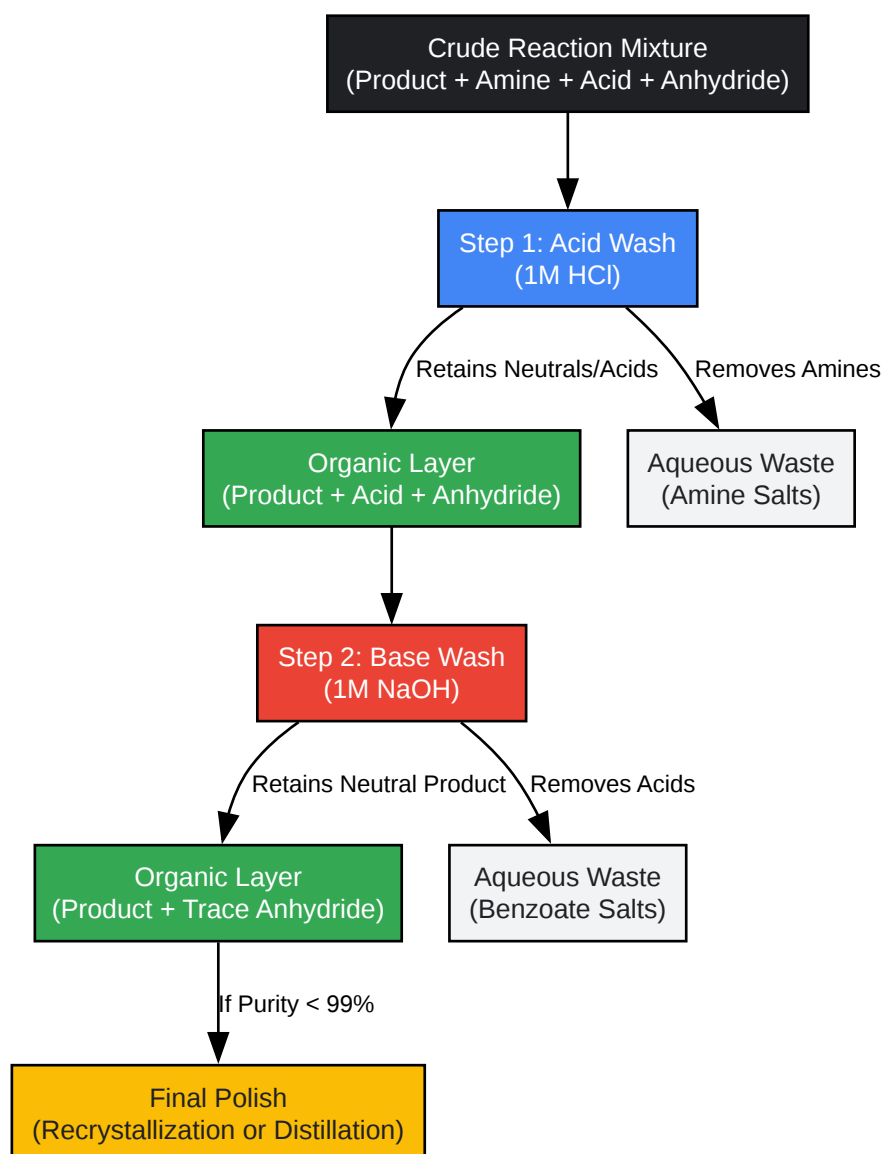 Crude Reaction Mixture
(Product + Amine + Acid + Anhydride)
Step 1: Acid Wash
(1M HCl)
Retains Neutrals/Acids
Removes Amines
Organic Layer
(Product + Acid + Anhydride)
Aqueous Waste
(Amine Salts)
Step 2: Base Wash
(1M NaOH)
Retains Neutral Product
Removes Acids
Organic Layer
(Product + Trace Anhydride)
Aqueous Waste
(Benzoate Salts)
If Purity < 99%
Final Polish
(Recrystallization or Distillation)